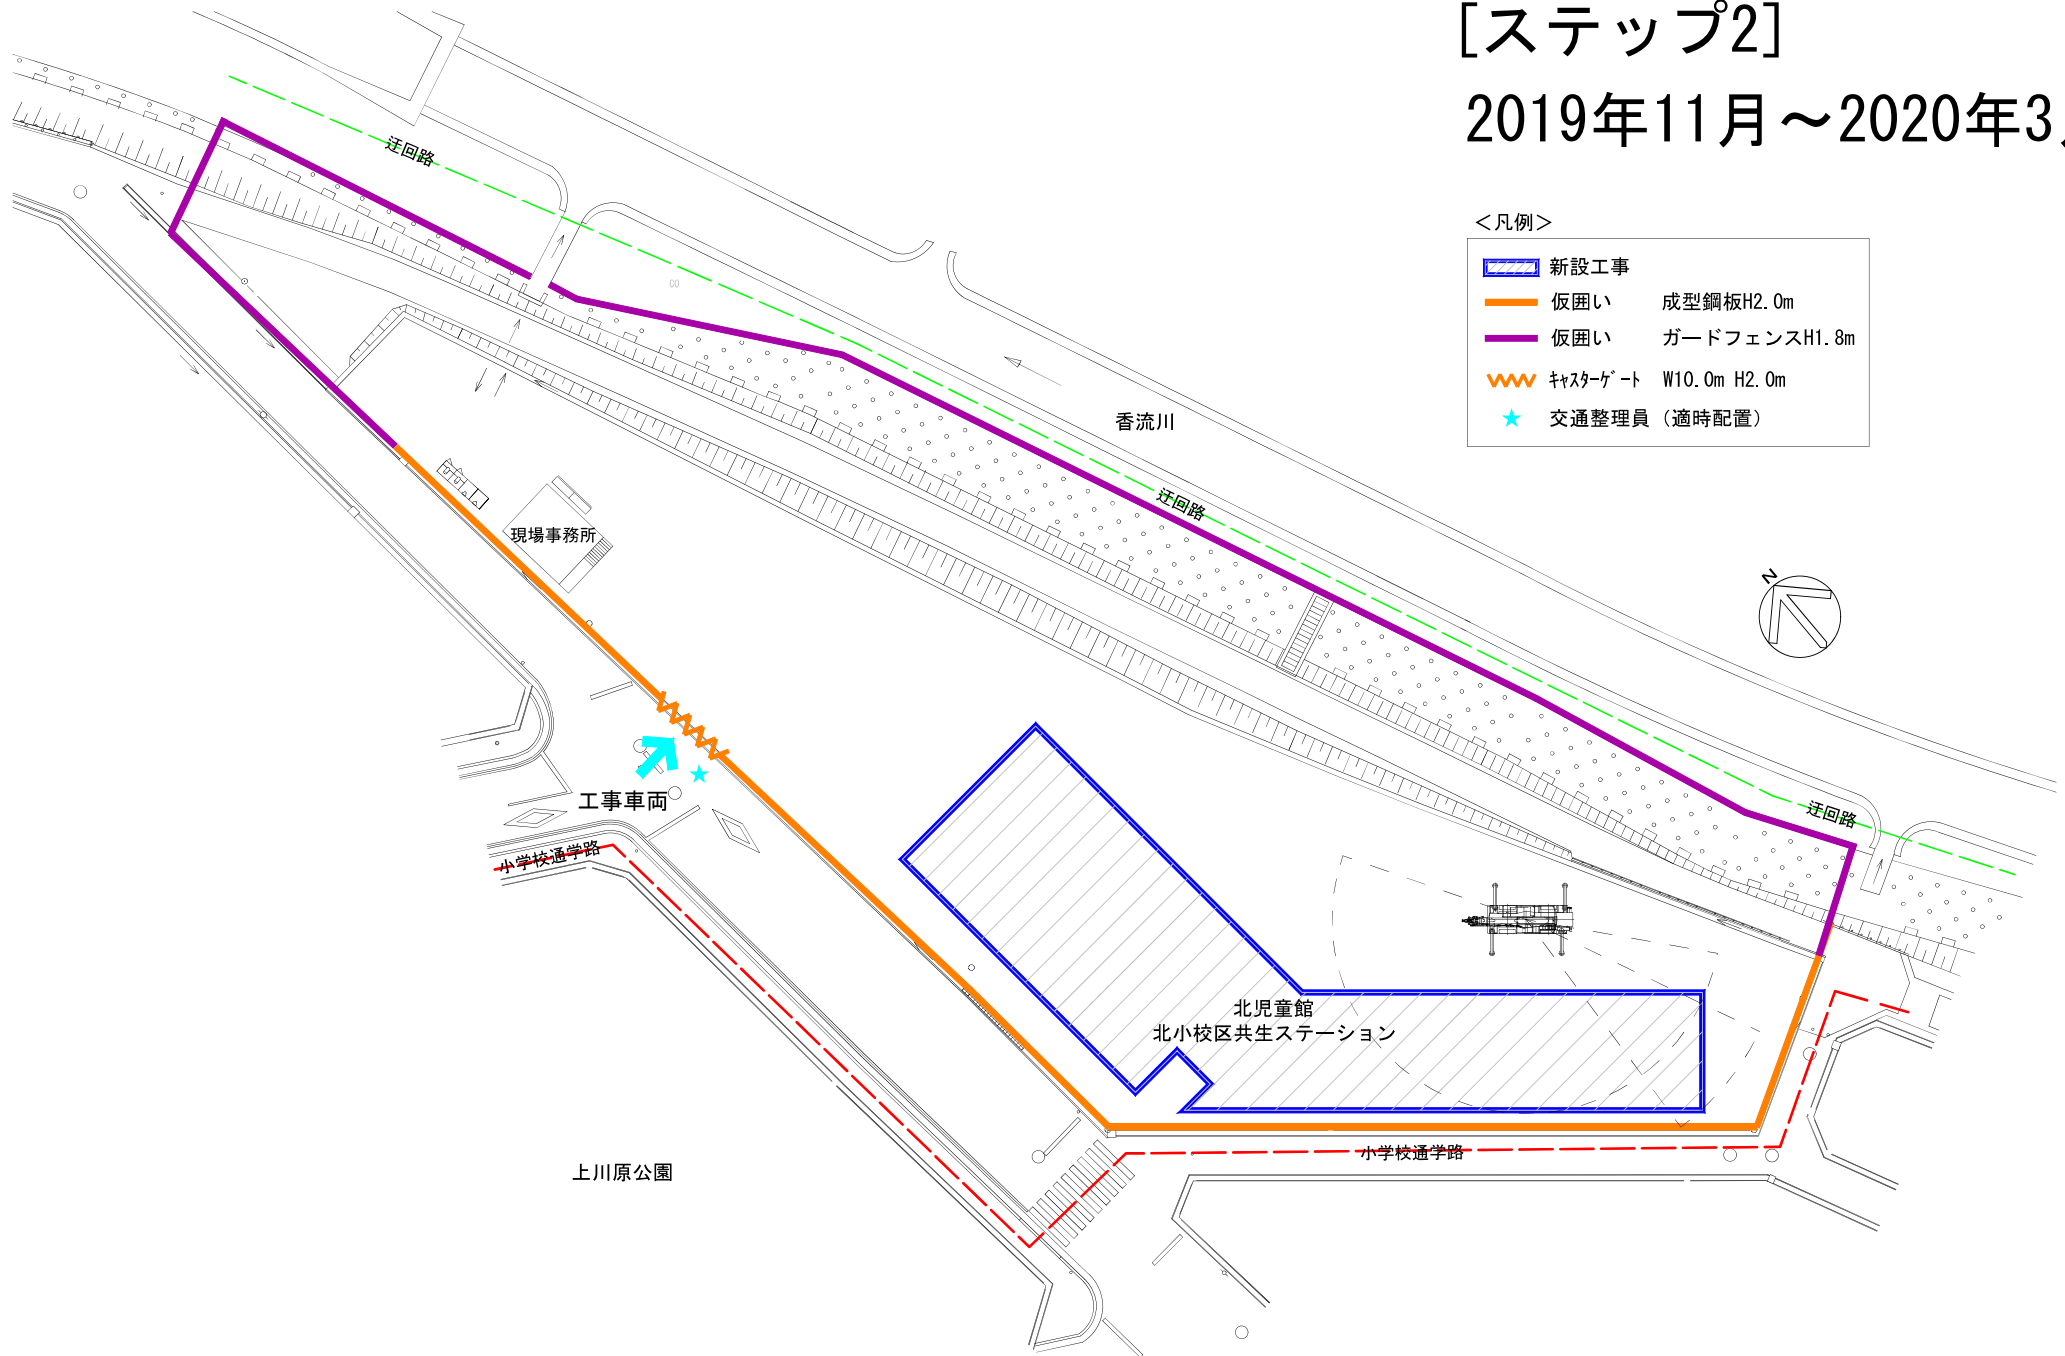 [ステップ2]
2019年11月～2020年3
<凡例>
新設工事
仮囲い 成型鋼板H2.0m
仮囲い ガードフェンスH1.8m
ｷｬｽﾀｰｹﾞｰﾄ W10.0m H2.0m
交通整理員（適時配置）
迂回路
CO
香流川
迂回路
現場事務所
N
迂回路
工事車両
小学校通学路
北児童館
北小校区共生ステーション
小学校通学路
上川原公園